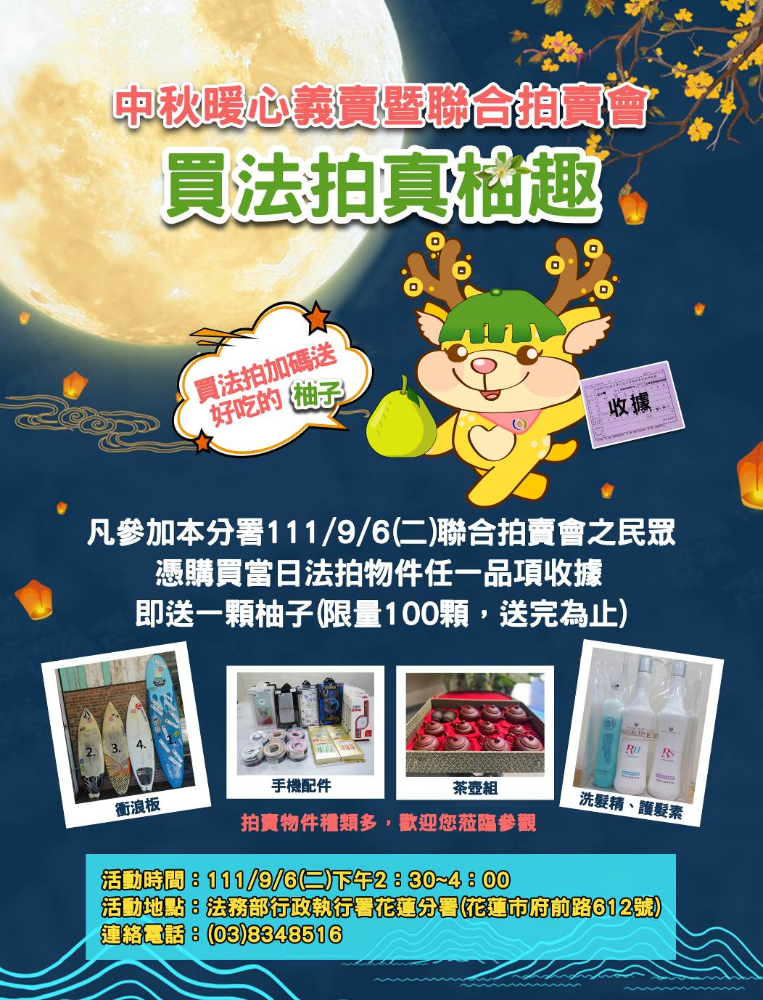 中秋暖心義賣暨聯合拍賣會
買法拍真柚趣
買法拍加碼送
好吃的 柚子
收據
凡參加本分署111/9/6(二)聯合拍賣會之民眾
憑購買當日法拍物件任一品項收據
即送一顆柚子(限量100顆，送完為止)
2.
3.
4.
1.
SELECTIVE
RH
RS
衝浪板
手機配件
茶壺組
洗髮精、護髮素
拍賣物件種類多，歡迎您蒞臨參觀
活動時間：111/9/6(二)下午2：30~4：00
活動地點：法務部行政執行署花蓮分署(花蓮市府前路612號)
連絡電話：(03)8348516